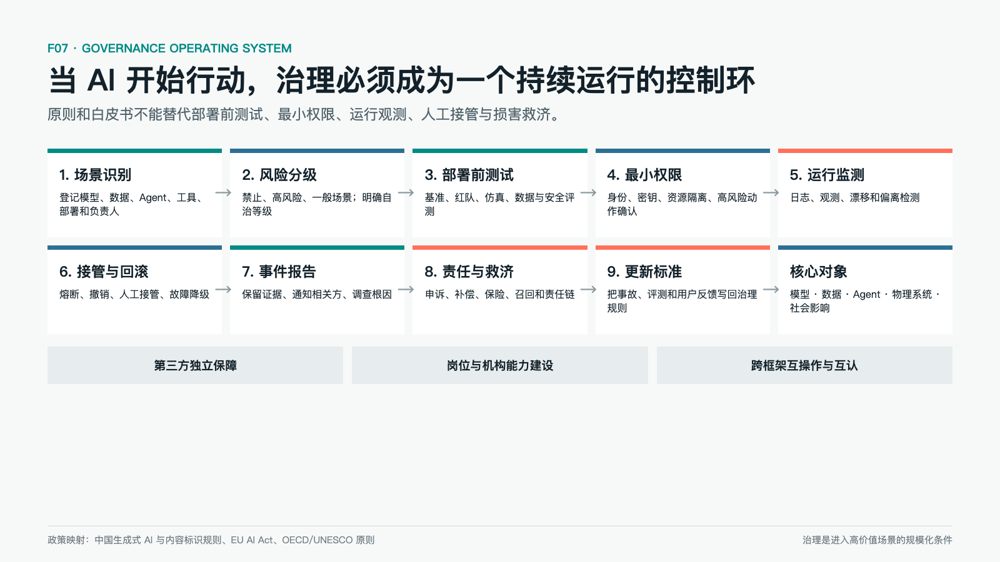 F07 · GOVERNANCE OPERATING SYSTEM
当 AI 开始行动，治理必须成为一个持续运行的控制环
原则和白皮书不能替代部署前测试、最小权限、运行观测、人工接管与损害救济。
1. 场景识别
登记模型、数据、Agent、工具、
部署和负责人
2. 风险分级
禁止、高风险、一般场景；明确自
治等级
3. 部署前测试
基准、红队、仿真、数据与安全评
测
4. 最小权限
身份、密钥、资源隔离、高风险动
作确认
5. 运行监测
日志、观测、漂移和偏离检测
6. 接管与回滚
熔断、撤销、人工接管、故障降级
7. 事件报告
保留证据、通知相关方、调查根因
8. 责任与救济
申诉、补偿、保险、召回和责任链
9. 更新标准
把事故、评测和用户反馈写回治理
规则
核心对象
模型 · 数据 · Agent · 物理系统 ·
社会影响
第三方独立保障
岗位与机构能力建设
跨框架互操作与互认
政策映射：中国生成式 AI 与内容标识规则、EU AI Act、OECD/UNESCO 原则
治理是进入高价值场景的规模化条件